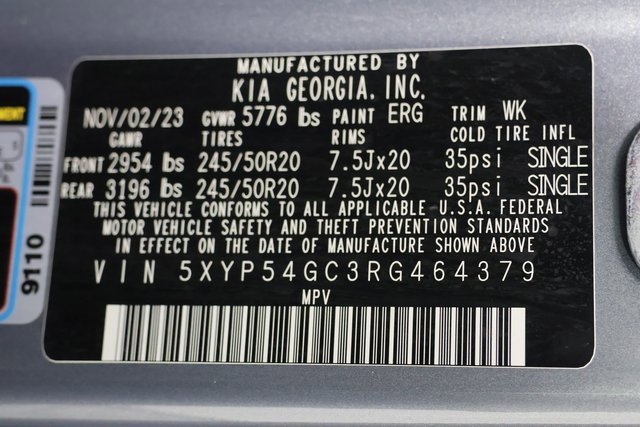 MANUFACTURED BY
KIA GEORGIA, INC.
NOV/02/23 GVWR 5776 lbs PAINT ERG TRIM WK
GAWR TIRES RIMS COLD TIRE INFL
FRONT 2954 lbs 245/50R20 7.5Jx20 35psi SINGLE
REAR 3196 lbs 245/50R20 7.5Jx20 35psi SINGLE
THIS VEHICLE CONFORMS TO ALL APPLICABLE U.S.A. FEDERAL
MOTOR VEHICLE SAFETY AND THEFT PREVENTION STANDARDS
IN EFFECT ON THE DATE OF MANUFACTURE SHOWN ABOVE
VIN 5XYP54GC3RG464379
MPV
9110